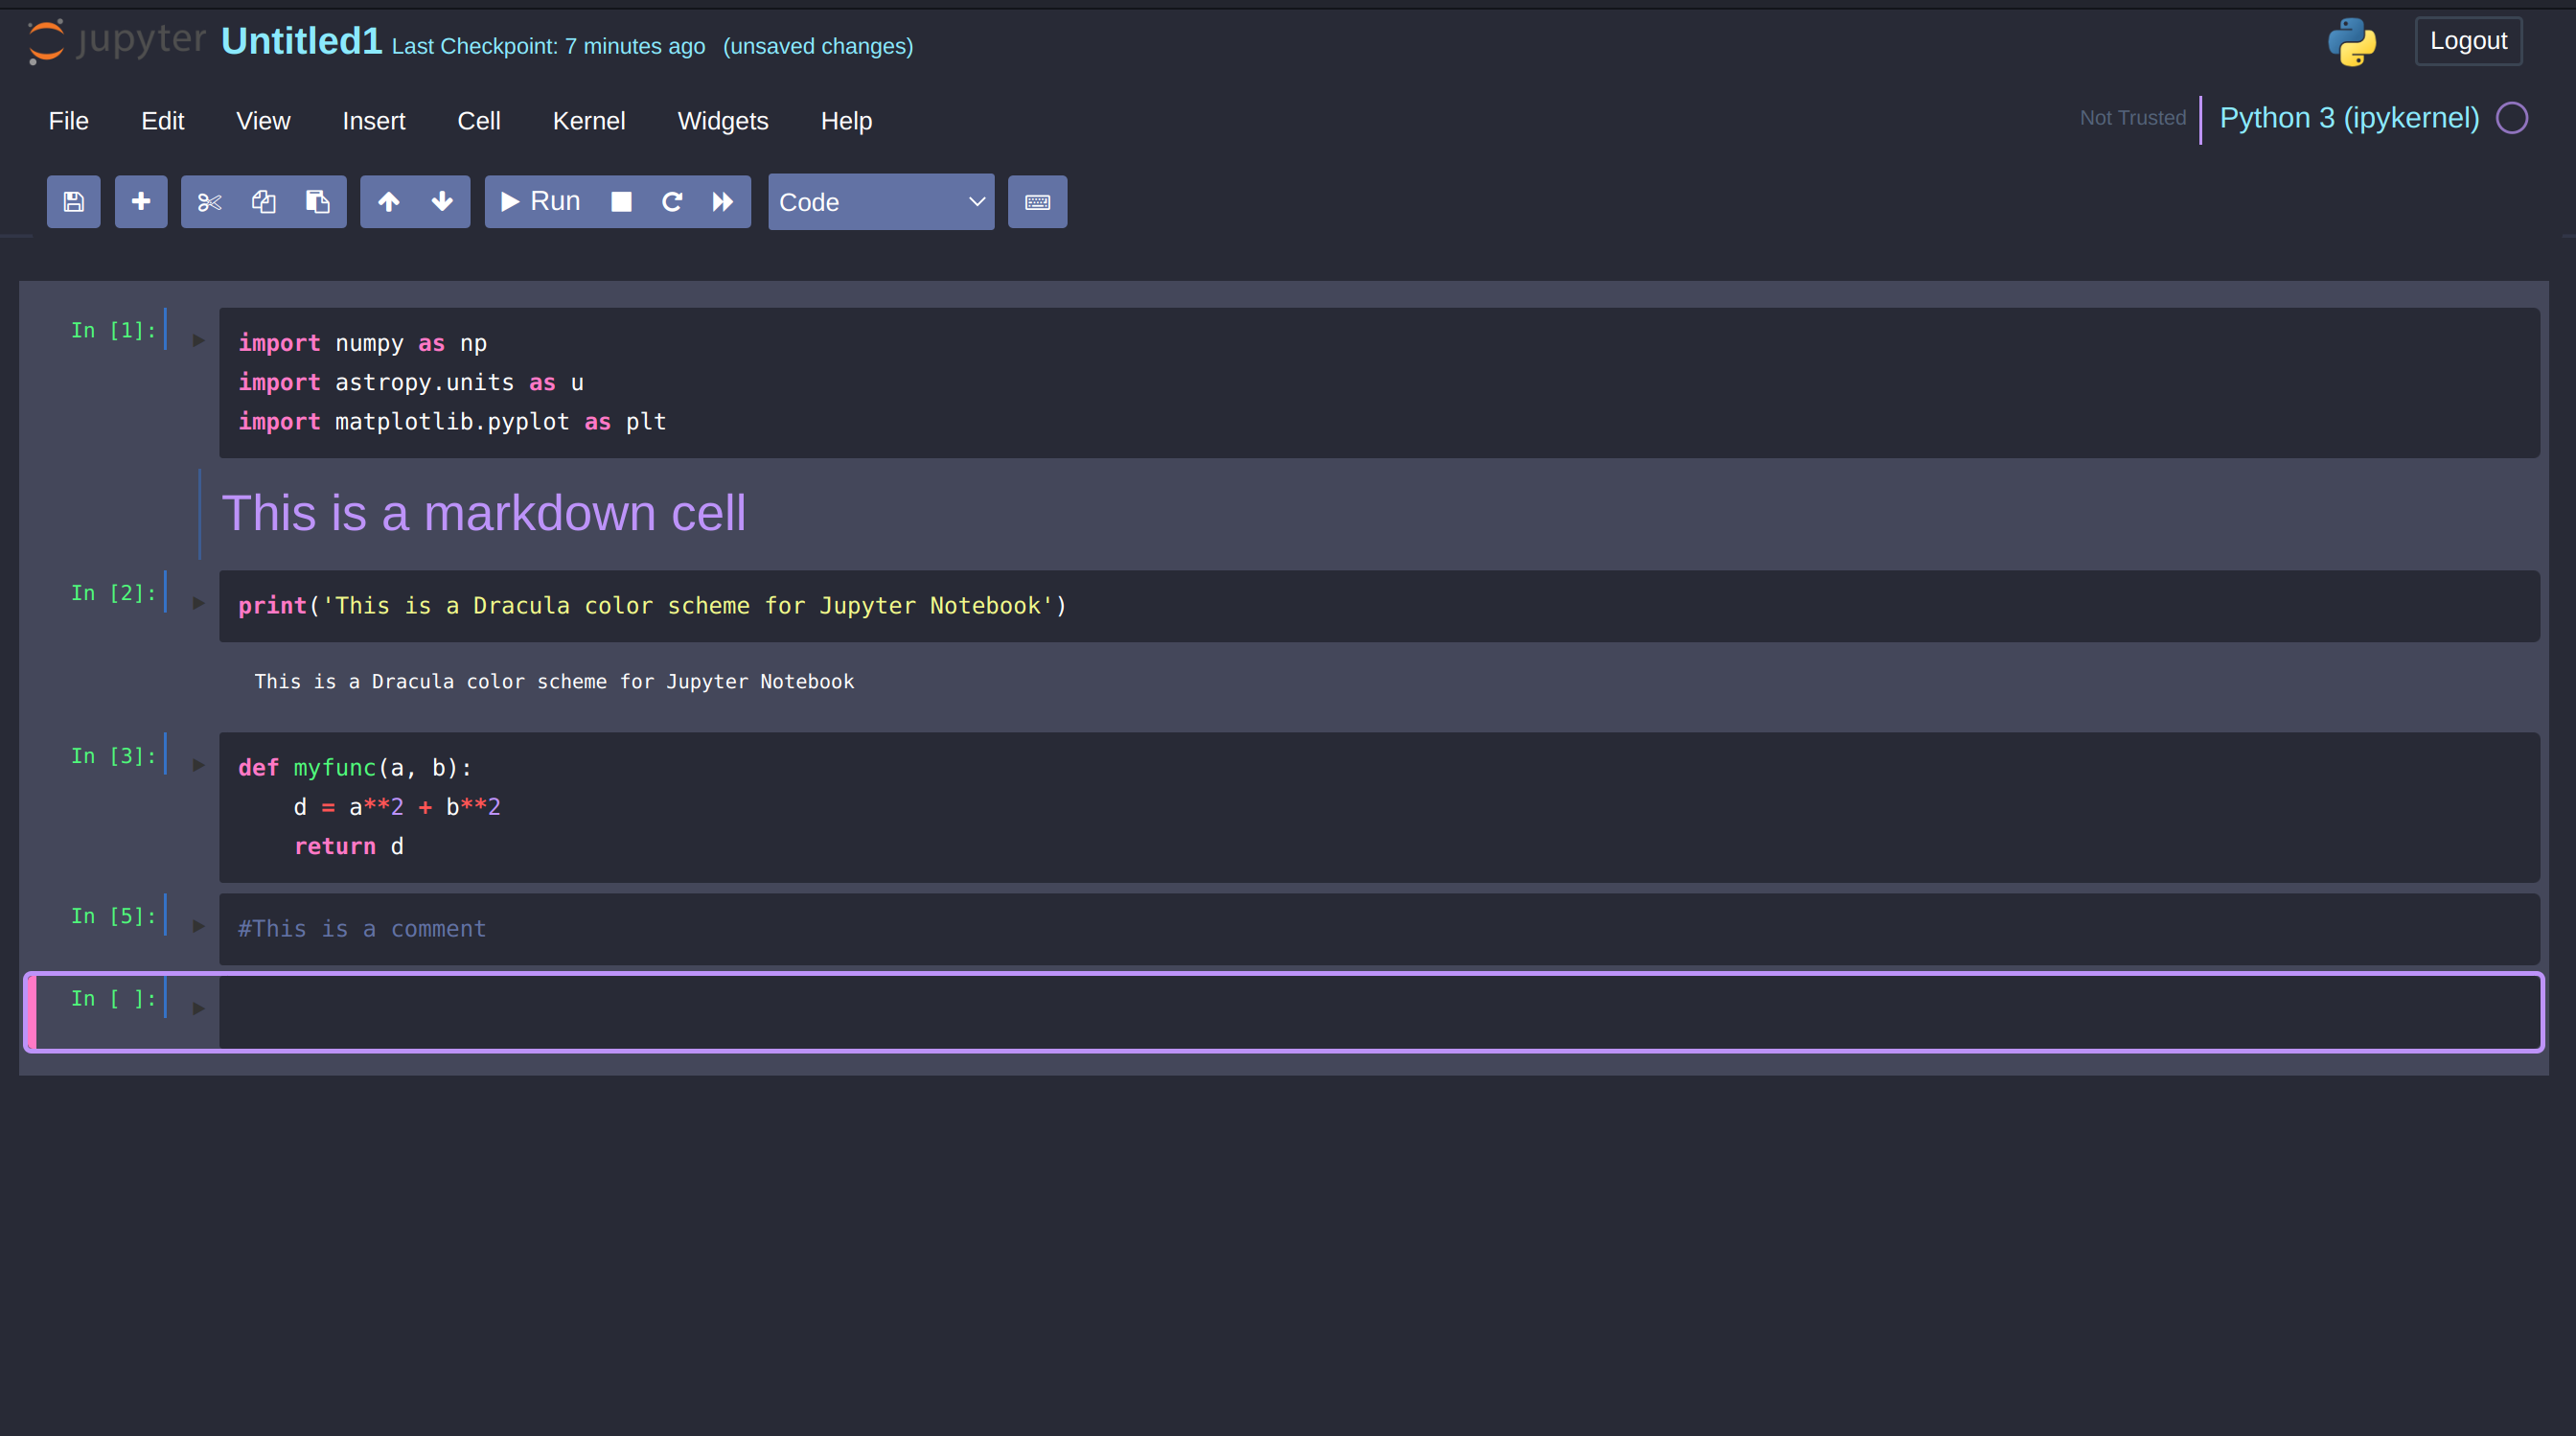 jupyter Untitled1 Last Checkpoint: 7 minutes ago (unsaved changes)
Logout
File Edit View Insert Cell Kernel Widgets Help
Not Trusted Python 3 (ipykernel)
Run Code
In [1]:
import numpy as np
import astropy.units as u
import matplotlib.pyplot as plt
This is a markdown cell
In [2]:
print('This is a Dracula color scheme for Jupyter Notebook')
This is a Dracula color scheme for Jupyter Notebook
In [3]:
def myfunc(a, b):
    d = a**2 + b**2
    return d
In [5]:
#This is a comment
In [ ]: